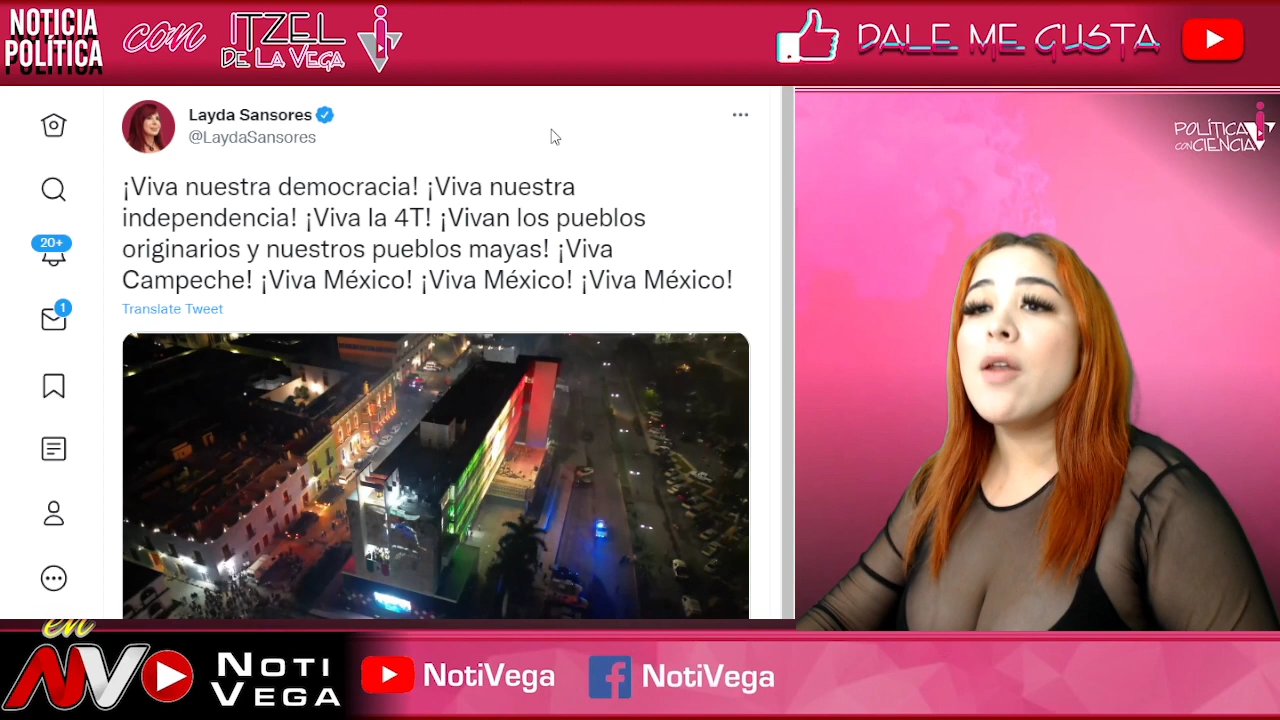 NOTICIA
POLÍTICA
con
ITZEL
DE LA VEGA
DALE ME GUSTA
Layda Sansores
@LaydaSansores
¡Viva nuestra democracia! ¡Viva nuestra
independencia! ¡Viva la 4T! ¡Vivan los pueblos
originarios y nuestros pueblos mayas! ¡Viva
Campeche! ¡Viva México! ¡Viva México! ¡Viva México!
Translate Tweet
20+
1
POLÍTICA
CON CIENCIA
en
NV
NOTI
VEGA
NotiVega
NotiVega